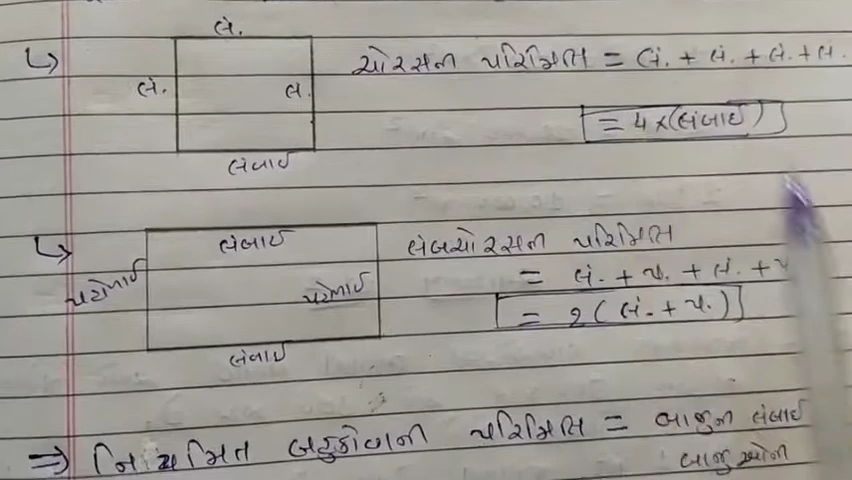 લં.
ચોરસની પરિમિતિ = લં. + લં. + લં. + લં.
લં. લં.
= 4 × (લંબાઈ)
લંબાઈ
લંબાઈ
લંબચોરસની પરિમિતિ
પહોળાઈ પહોળાઈ
= લં. + પ. + લં. + પ
= 2 ( લં. + પ. )
લંબાઈ
⇒ નિયમિત બહુકોણની પરિમિતિ = બાજુની લંબાઈ
બાજુઓની